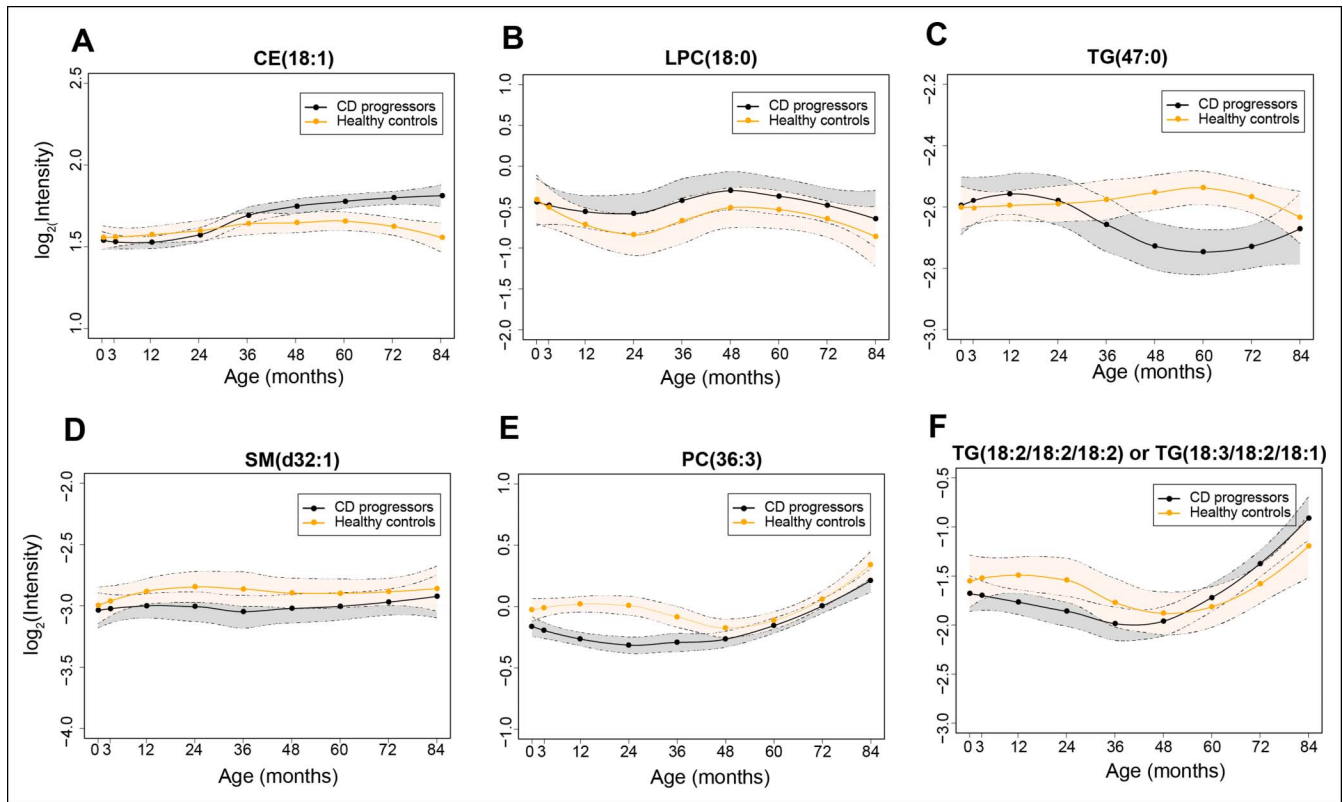 A
CE(18:1)
log2(Intensity)
2.5
2.0
1.5
1.0
CD progressors
Healthy controls
0 3 12 24 36 48 60 72 84
Age (months)
B
LPC(18:0)
1.0
0.5
0.0
−0.5
−1.0
−1.5
−2.0
CD progressors
Healthy controls
0 3 12 24 36 48 60 72 84
Age (months)
C
TG(47:0)
−2.2
−2.4
−2.6
−2.8
−3.0
CD progressors
Healthy controls
0 3 12 24 36 48 60 72 84
Age (months)
D
SM(d32:1)
log2(Intensity)
−2.0
−2.5
−3.0
−3.5
−4.0
CD progressors
Healthy controls
0 3 12 24 36 48 60 72 84
Age (months)
E
PC(36:3)
1.0
0.5
0.0
−0.5
−1.0
CD progressors
Healthy controls
0 3 12 24 36 48 60 72 84
Age (months)
F
TG(18:2/18:2/18:2) or TG(18:3/18:2/18:1)
−0.5
−1.0
−1.5
−2.0
−2.5
−3.0
CD progressors
Healthy controls
0 3 12 24 36 48 60 72 84
Age (months)